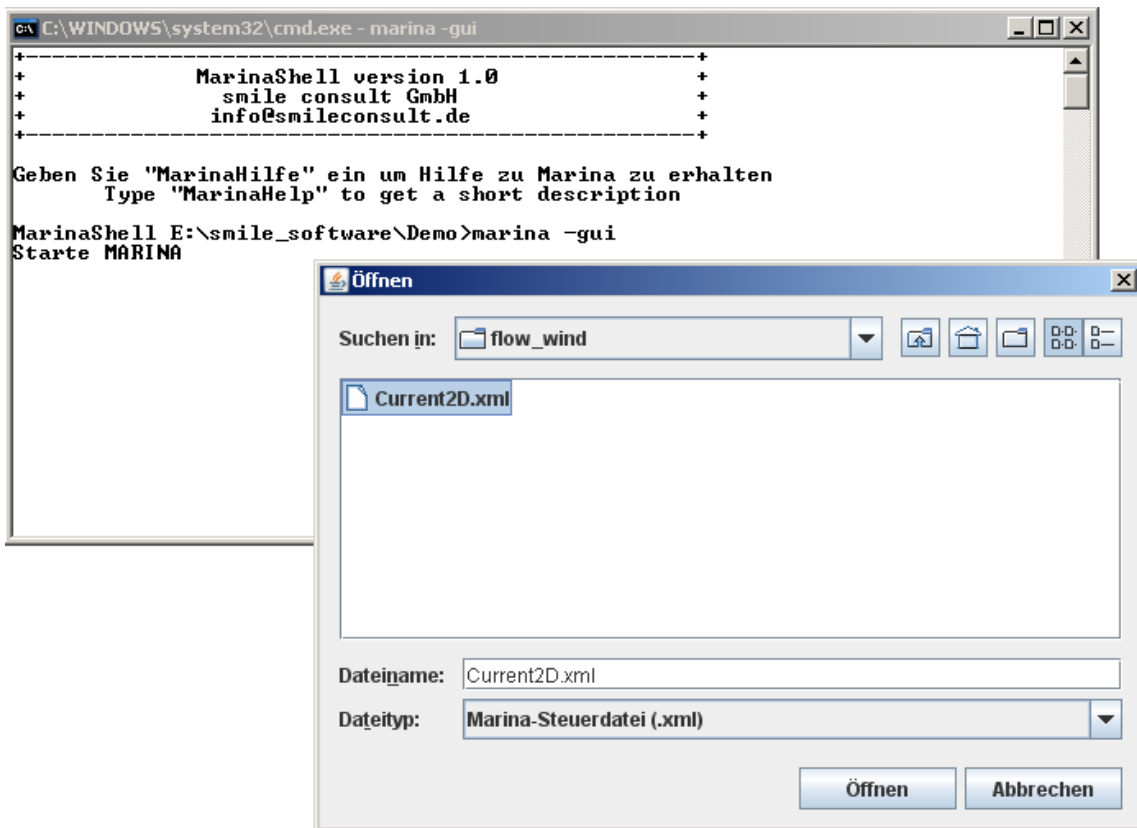 C:\WINDOWS\system32\cmd.exe - marina -gui
+----------------------------------------------------------+
+ MarinaShell version 1.0 +
+ smile consult GmbH +
+ info@smileconsult.de +
+----------------------------------------------------------+
Geben Sie "MarinaHilfe" ein um Hilfe zu Marina zu erhalten
Type "MarinaHelp" to get a short description
MarinaShell E:\smile_software\Demo>marina -gui
Starte MARINA
Öffnen
Suchen in: flow_wind
Current2D.xml
Dateiname: Current2D.xml
Dateityp: Marina-Steuerdatei (.xml)
Öffnen Abbrechen